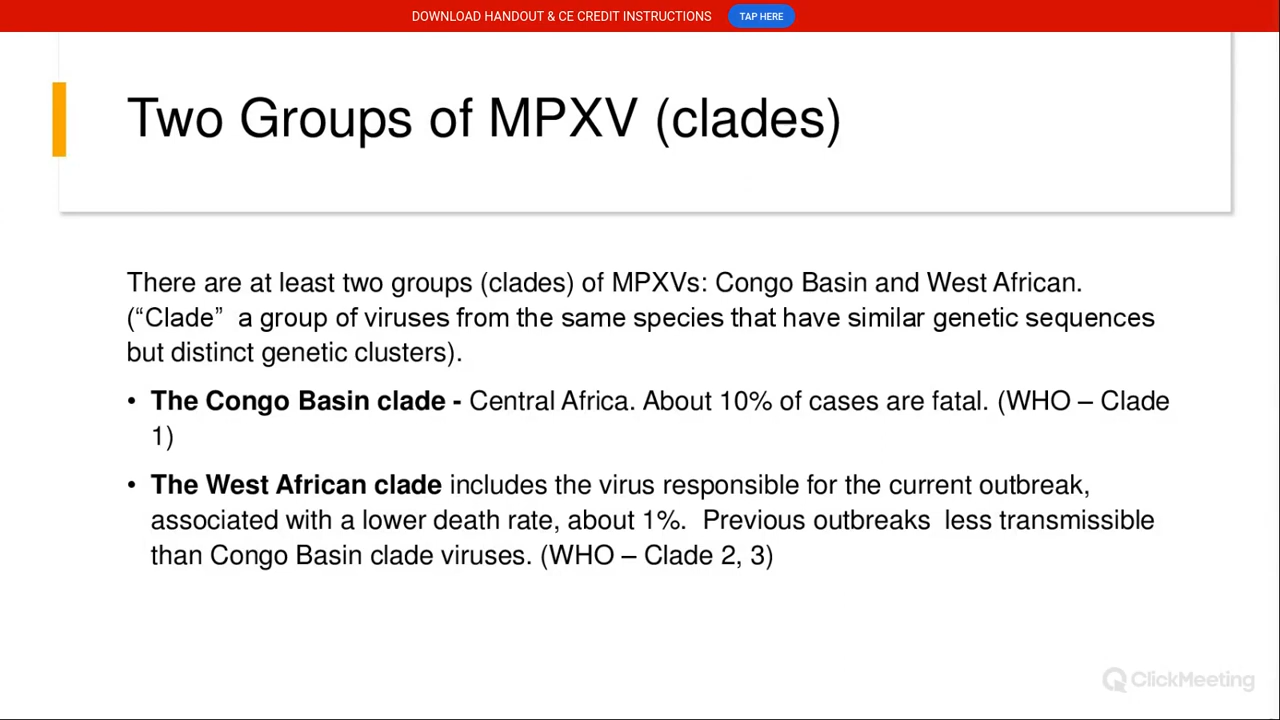 DOWNLOAD HANDOUT & CE CREDIT INSTRUCTIONS TAP HERE
Two Groups of MPXV (clades)
There are at least two groups (clades) of MPXVs: Congo Basin and West African.
(“Clade”  a group of viruses from the same species that have similar genetic sequences
but distinct genetic clusters).
• The Congo Basin clade - Central Africa. About 10% of cases are fatal. (WHO – Clade
1)
• The West African clade includes the virus responsible for the current outbreak,
associated with a lower death rate, about 1%.  Previous outbreaks  less transmissible
than Congo Basin clade viruses. (WHO – Clade 2, 3)
ClickMeeting